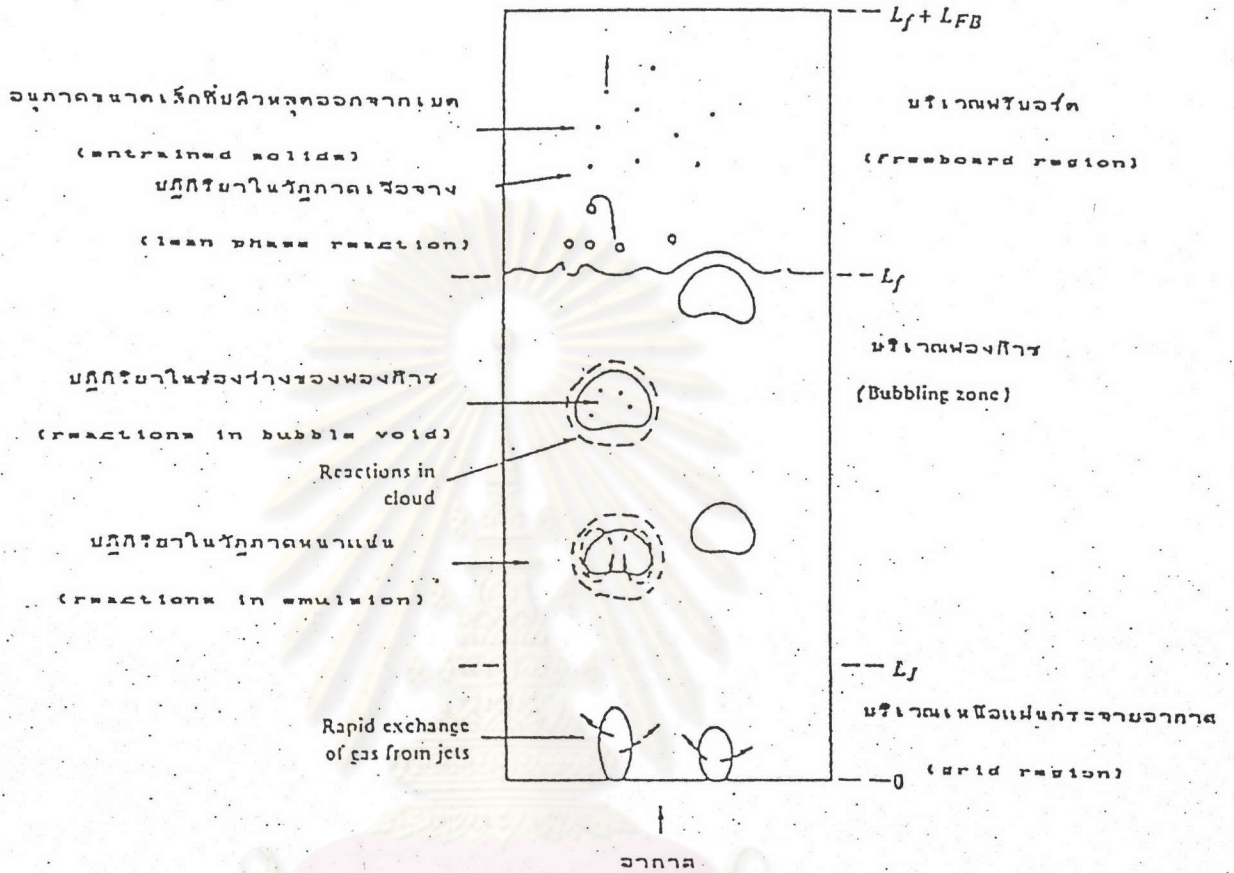 L_f + L_FB
อนุภาคขนาดเล็กที่ปลิวหลุดออกจากเบด
(entrained solids)
บริเวณฟรีบอร์ด
(freeboard region)
ปฏิกิริยาในวัฏภาคเจือจาง
(lean phase reaction)
L_f
บริเวณฟองก๊าซ
(Bubbling zone)
ปฏิกิริยาในช่องว่างของฟองก๊าซ
(reactions in bubble void)
Reactions in
cloud
ปฏิกิริยาในวัฏภาคหนาแน่น
(reactions in emulsion)
L_J
บริเวณเหนือแผ่นกระจายอากาศ
(grid region)
Rapid exchange
of gas from jets
0
อากาศ